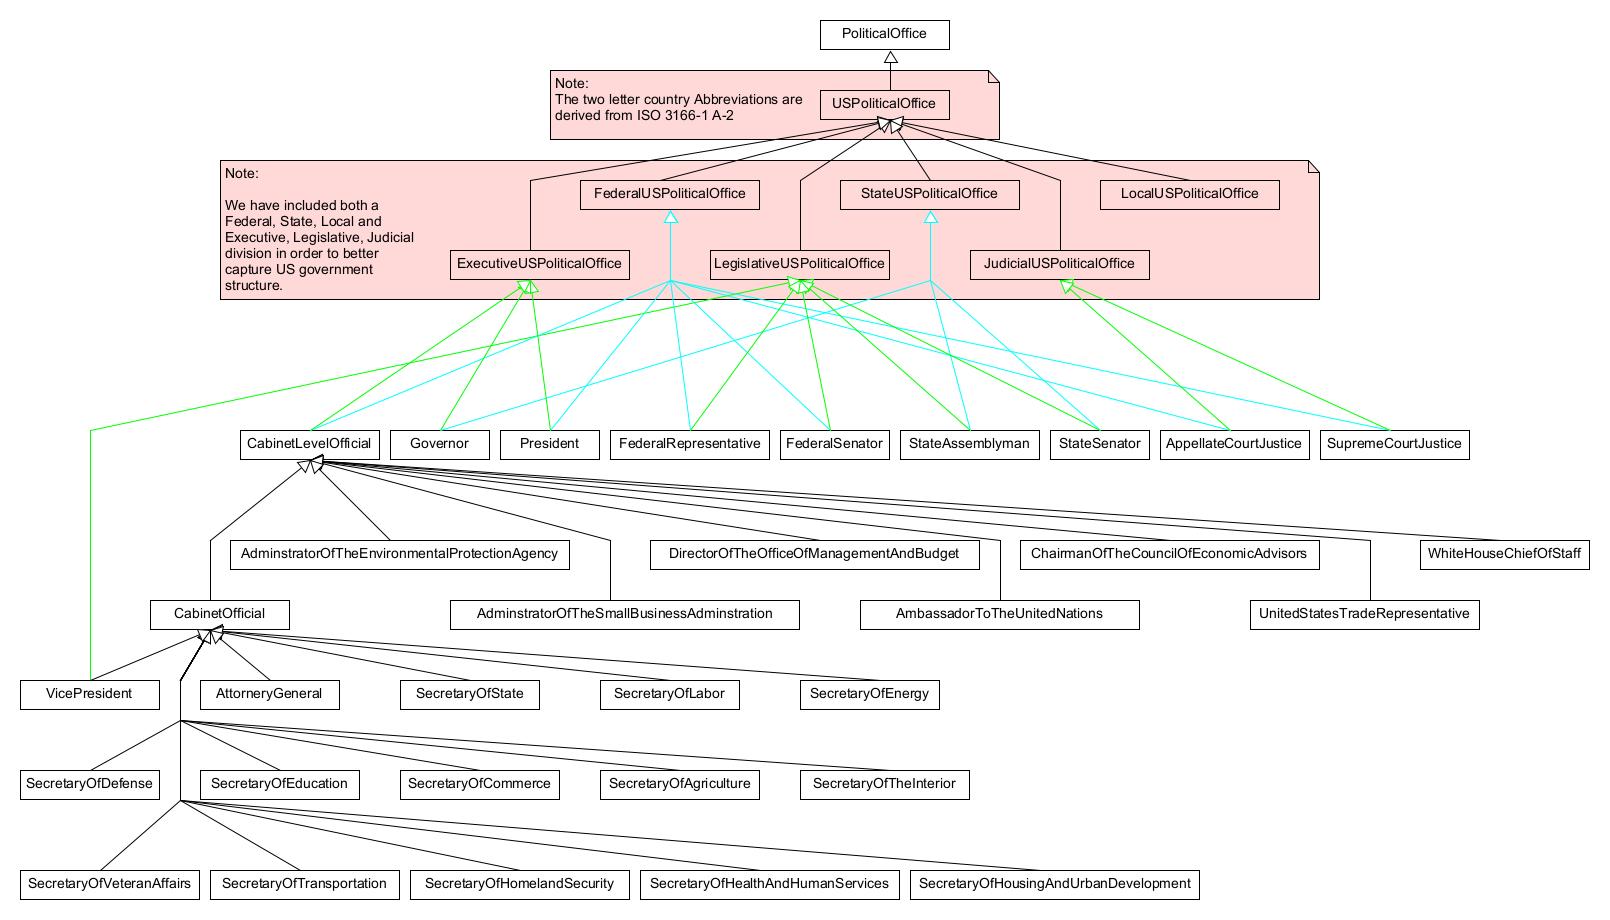 PoliticalOffice
Note:
The two letter country Abbreviations are
derived from ISO 3166-1 A-2
USPoliticalOffice
Note:
We have included both a
Federal, State, Local and
Executive, Legislative, Judicial
division in order to better
capture US government
structure.
FederalUSPoliticalOffice
StateUSPoliticalOffice
LocalUSPoliticalOffice
ExecutiveUSPoliticalOffice
LegislativeUSPoliticalOffice
JudicialUSPoliticalOffice
CabinetLevelOfficial
Governor
President
FederalRepresentative
FederalSenator
StateAssemblyman
StateSenator
AppellateCourtJustice
SupremeCourtJustice
AdminstratorOfTheEnvironmentalProtectionAgency
DirectorOfTheOfficeOfManagementAndBudget
ChairmanOfTheCouncilOfEconomicAdvisors
WhiteHouseChiefOfStaff
CabinetOfficial
AdminstratorOfTheSmallBusinessAdminstration
AmbassadorToTheUnitedNations
UnitedStatesTradeRepresentative
VicePresident
AttorneryGeneral
SecretaryOfState
SecretaryOfLabor
SecretaryOfEnergy
SecretaryOfDefense
SecretaryOfEducation
SecretaryOfCommerce
SecretaryOfAgriculture
SecretaryOfTheInterior
SecretaryOfVeteranAffairs
SecretaryOfTransportation
SecretaryOfHomelandSecurity
SecretaryOfHealthAndHumanServices
SecretaryOfHousingAndUrbanDevelopment